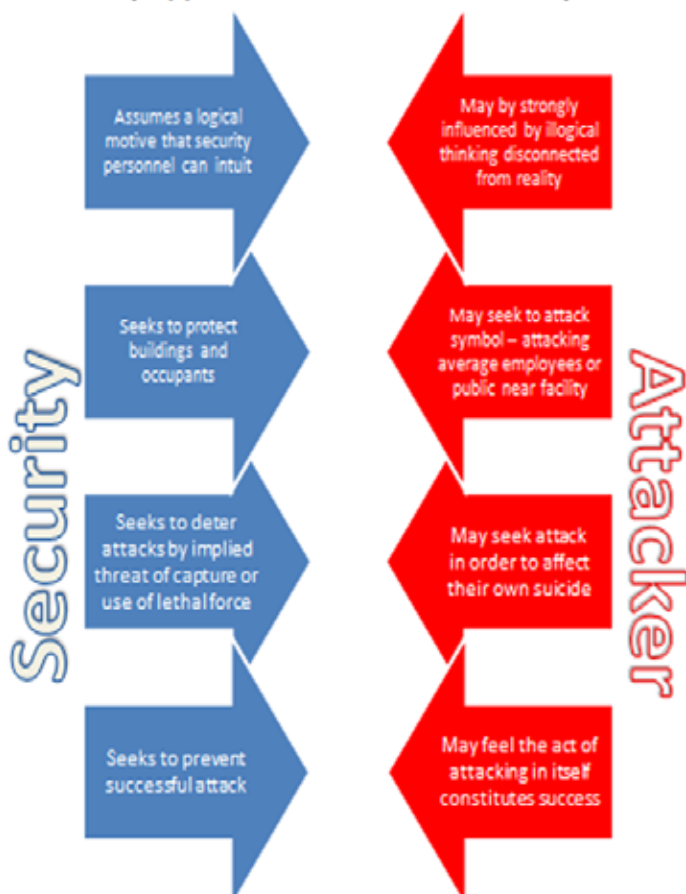 Security
Assumes a logical
motive that security
personnel can intuit
Seeks to protect
buildings and
occupants
Seeks to deter
attacks by implied
threat of capture or
use of lethal force
Seeks to prevent
successful attack
May by strongly
influenced by illogical
thinking disconnected
from reality
May seek to attack
symbol – attacking
average employees or
public near facility
May seek attack
in order to affect
their own suicide
May feel the act of
attacking in itself
constitutes success
Attacker